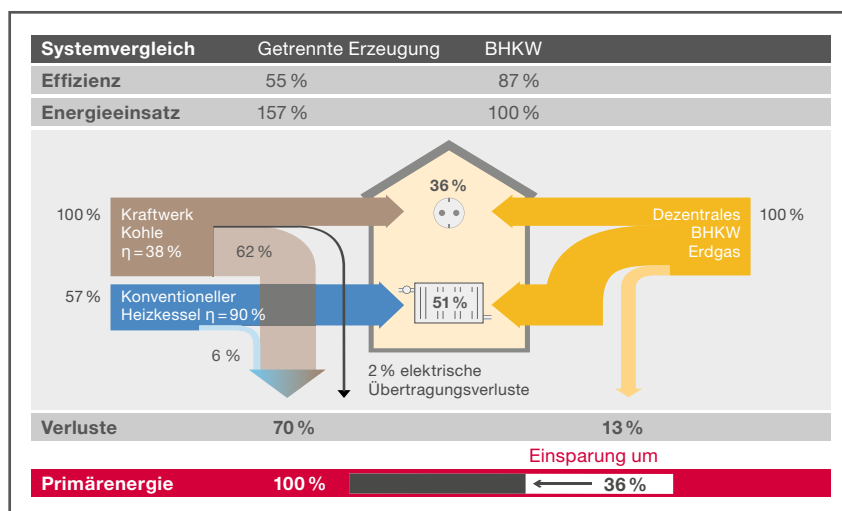 Systemvergleich Getrennte Erzeugung BHKW
Effizienz 55 % 87 %
Energieeinsatz 157 % 100 %
36 %
100 %
Kraftwerk
Kohle
η = 38 %
62 %
Dezentrales
BHKW
Erdgas
100 %
57 %
Konventioneller
Heizkessel η = 90 %
51 %
6 %
2 % elektrische
Übertragungsverluste
Verluste 70 % 13 %
Einsparung um
Primärenergie 100 % 36 %